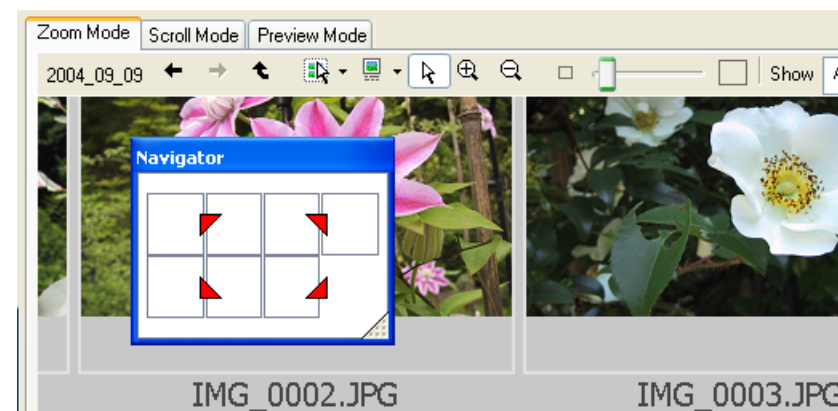 Zoom Mode Scroll Mode Preview Mode
2004_09_09 Show
Navigator
IMG_0002.JPG IMG_0003.JPG